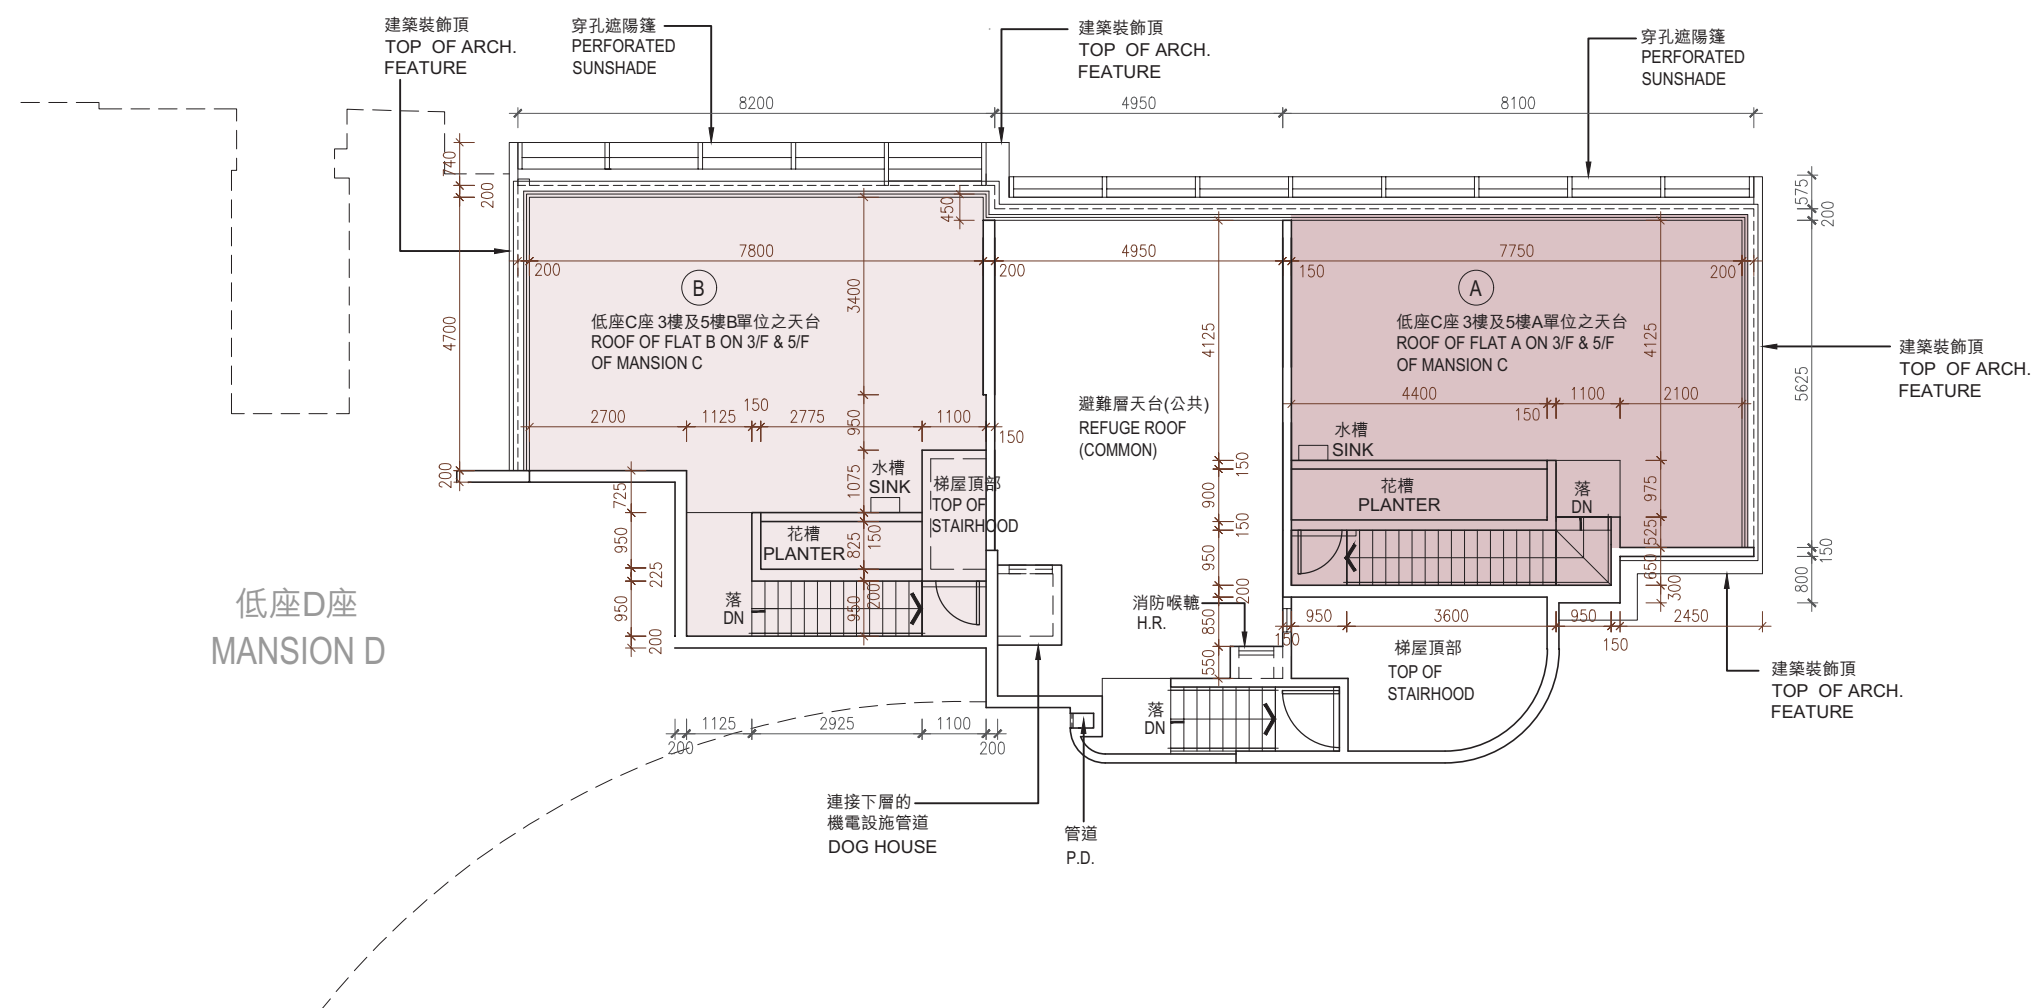 建築裝飾頂
TOP OF ARCH.
FEATURE
穿孔遮陽篷
PERFORATED
SUNSHADE
建築裝飾頂
TOP OF ARCH.
FEATURE
穿孔遮陽篷
PERFORATED
SUNSHADE
8200
4950
8100
740
200
4700
200
575
200
5625
150
800
450
7800
200
200
4950
150
7750
200
B
低座C座 3樓及5樓B單位之天台
ROOF OF FLAT B ON 3/F & 5/F
OF MANSION C
3400
A
低座C座 3樓及5樓A單位之天台
ROOF OF FLAT A ON 3/F & 5/F
OF MANSION C
4125
4125
建築裝飾頂
TOP OF ARCH.
FEATURE
2700
1125
150
2775
950
1100
150
4400
150
1100
2100
避難層天台(公共)
REFUGE ROOF
(COMMON)
水槽
SINK
水槽
SINK
1075
梯屋頂部
TOP OF
STAIRHOOD
花槽
PLANTER
825
150
花槽
PLANTER
落
DN
975
525
650
300
150
900
150
950
200
850
550
725
950
225
950
200
落
DN
950
200
低座D座
MANSION D
消防喉轆
H.R.
150
950
3600
950
150
2450
梯屋頂部
TOP OF
STAIRHOOD
建築裝飾頂
TOP OF ARCH.
FEATURE
落
DN
200
1125
2925
1100
200
連接下層的
機電設施管道
DOG HOUSE
管道
P.D.